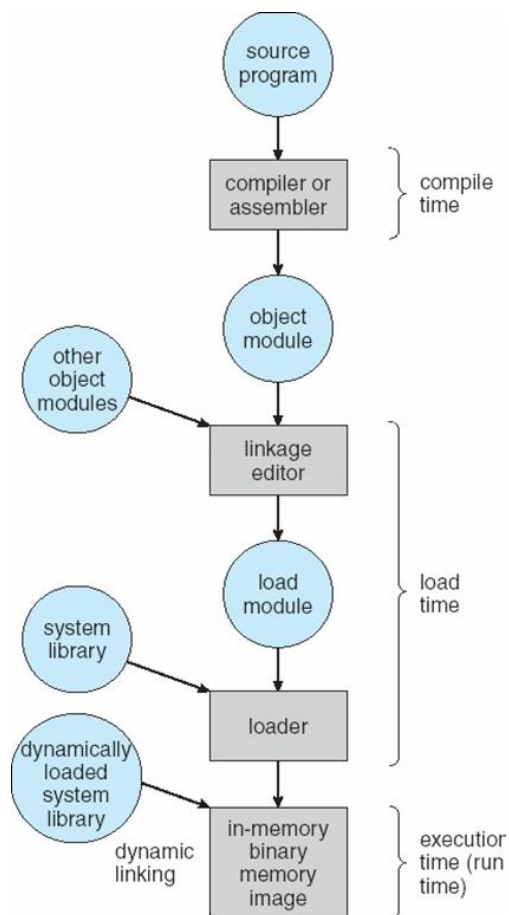 source
program
compiler or
assembler
compile
time
object
module
other
object
modules
linkage
editor
load
module
load
time
system
library
loader
dynamically
loaded
system
library
dynamic
linking
in-memory
binary
memory
image
execution
time (run
time)